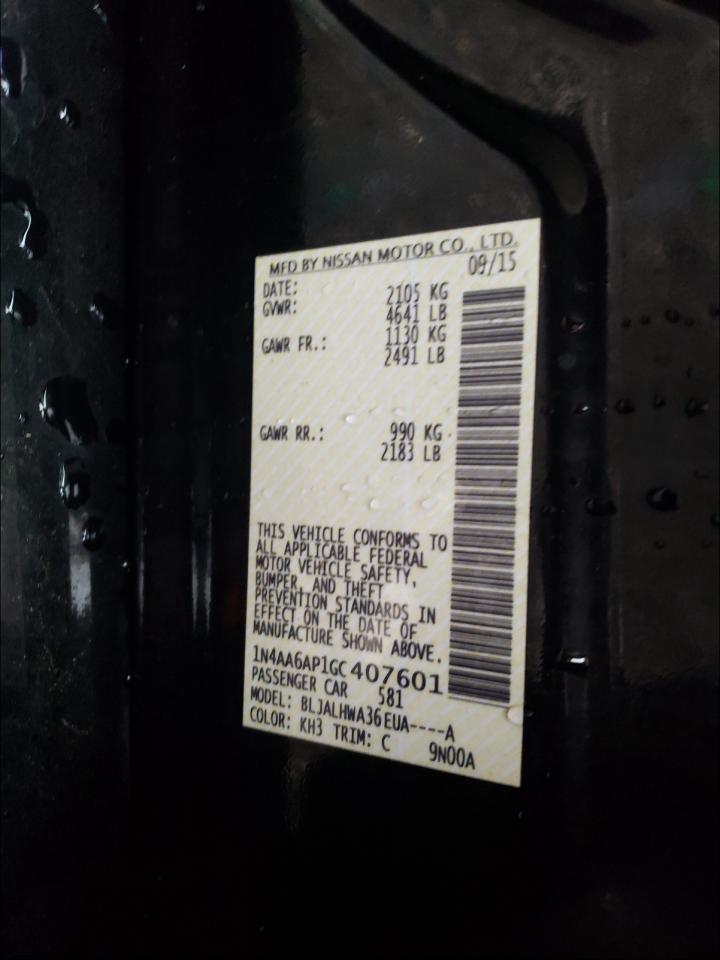 MFD BY NISSAN MOTOR CO., LTD.
DATE: 09/15
GVWR: 2105 KG
4641 LB
GAWR FR.: 1130 KG
2491 LB
GAWR RR.: 990 KG
2183 LB
THIS VEHICLE CONFORMS TO
ALL APPLICABLE FEDERAL
MOTOR VEHICLE SAFETY,
BUMPER, AND THEFT
PREVENTION STANDARDS IN
EFFECT ON THE DATE OF
MANUFACTURE SHOWN ABOVE.
1N4AA6AP1GC407601
PASSENGER CAR 581
MODEL: BLJALHWA36EUA----A
COLOR: KH3 TRIM: C 9N00A